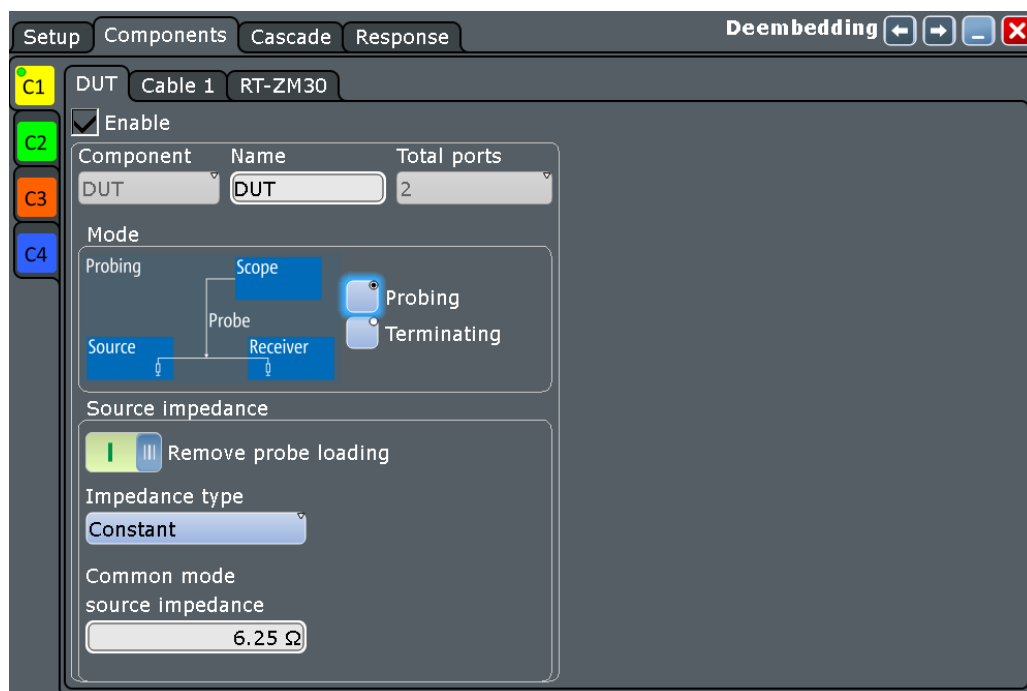 Setup Components Cascade Response Deembedding
C1 DUT Cable 1 RT-ZM30
Enable
C2
Component Name Total ports
DUT DUT 2
C3
Mode
C4
Probing Scope
Probing
Probe
Terminating
Source Receiver
Source impedance
I III Remove probe loading
Impedance type
Constant
Common mode
source impedance
6.25 Ω